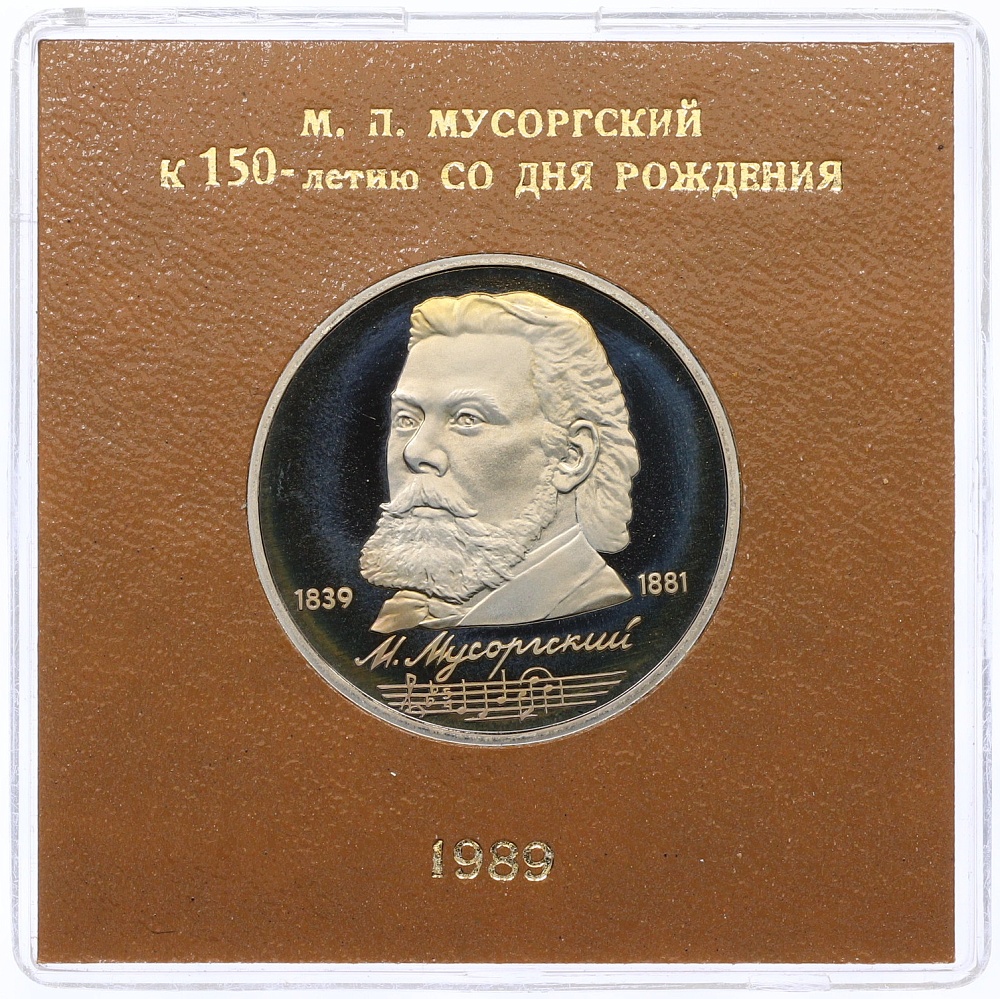 М. П. МУСОРГСКИЙ
К 150-летию СО ДНЯ РОЖДЕНИЯ
1839
1881
М. Мусоргский
1989